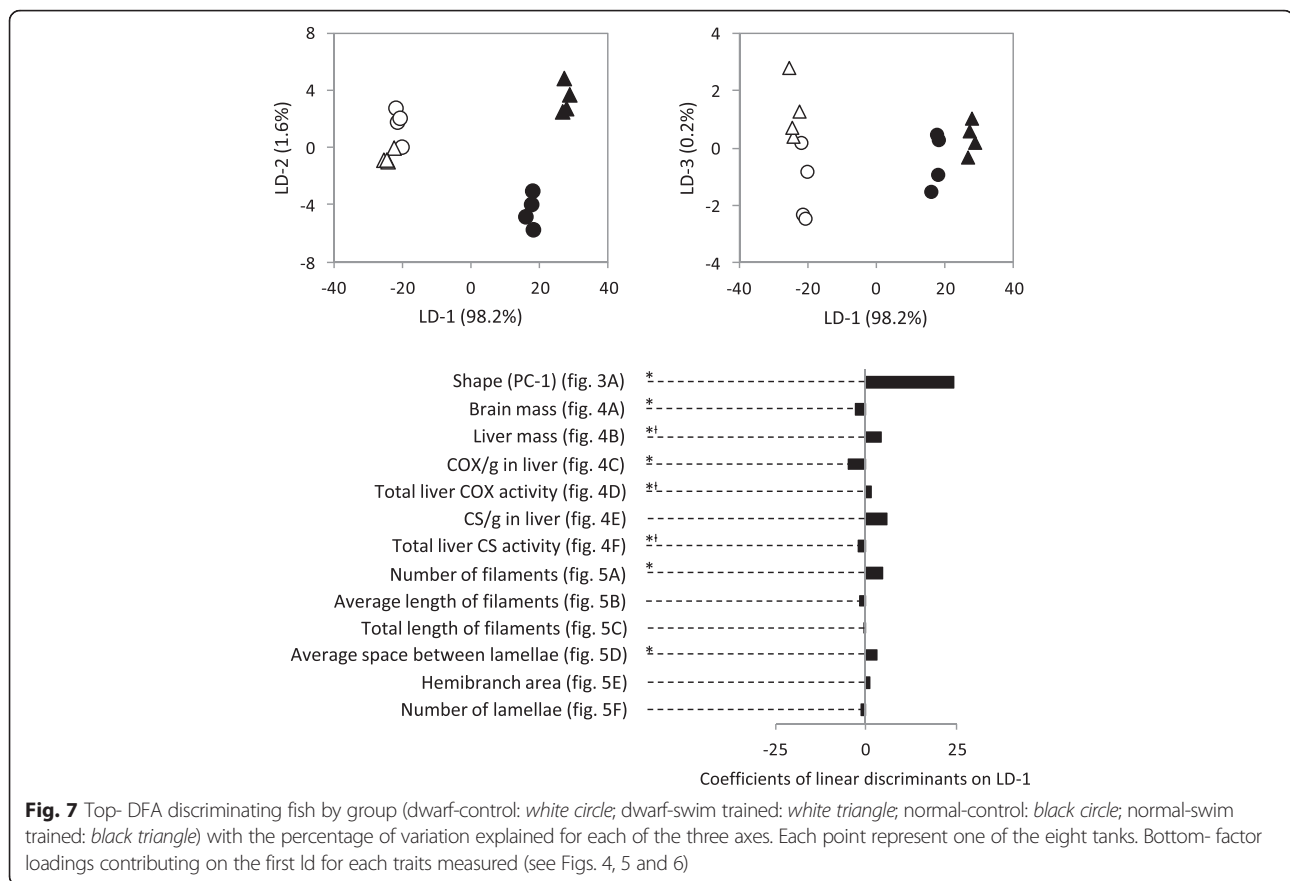 8
4
0
-4
-8
LD-2 (1.6%)
-40 -20 0 20 40
LD-1 (98.2%)
4
2
0
-2
-4
LD-3 (0.2%)
-40 -20 0 20 40
LD-1 (98.2%)
Shape (PC-1) (fig. 3A) *
Brain mass (fig. 4A) *
Liver mass (fig. 4B) *†
COX/g in liver (fig. 4C) *
Total liver COX activity (fig. 4D) *†
CS/g in liver (fig. 4E)
Total liver CS activity (fig. 4F) *†
Number of filaments (fig. 5A) *
Average length of filaments (fig. 5B)
Total length of filaments (fig. 5C)
Average space between lamellae (fig. 5D) *
Hemibranch area (fig. 5E)
Number of lamellae (fig. 5F)
-25 0 25
Coefficients of linear discriminants on LD-1
Fig. 7 Top- DFA discriminating fish by group (dwarf-control: white circle; dwarf-swim trained: white triangle; normal-control: black circle; normal-swim
trained: black triangle) with the percentage of variation explained for each of the three axes. Each point represent one of the eight tanks. Bottom- factor
loadings contributing on the first ld for each traits measured (see Figs. 4, 5 and 6)